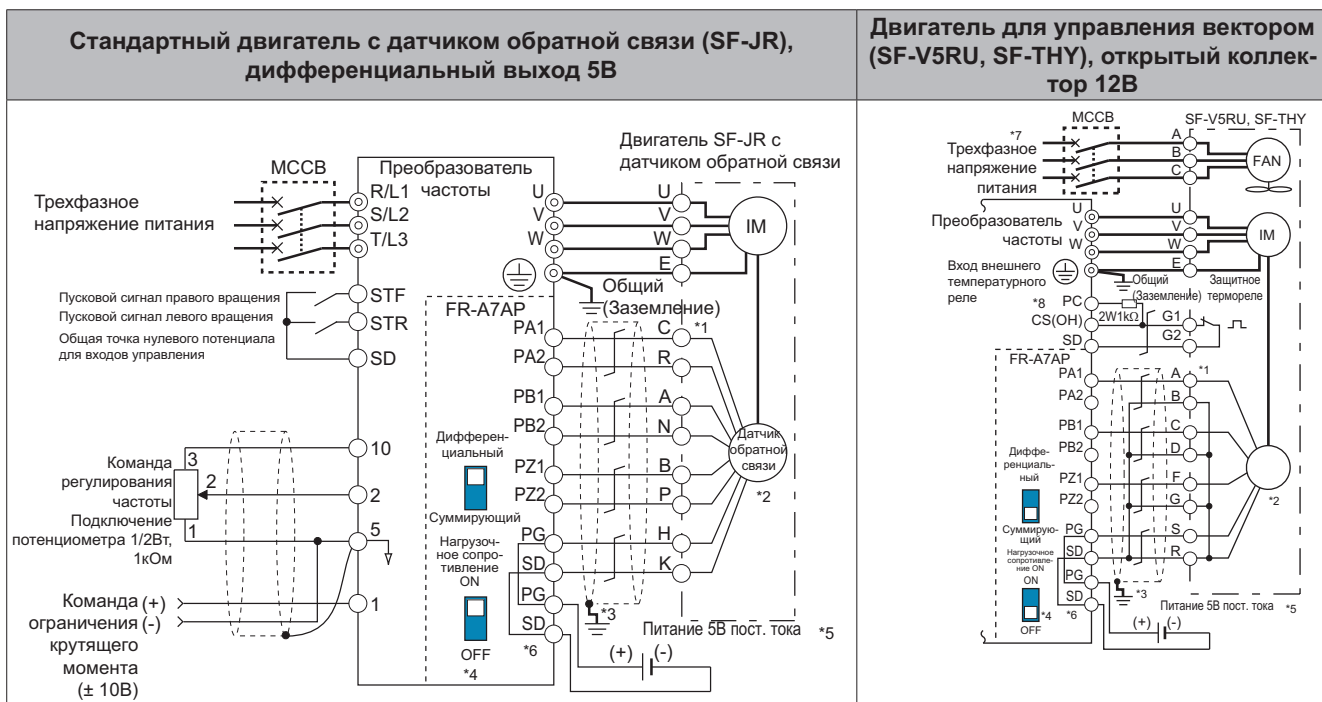 Стандартный двигатель с датчиком обратной связи (SF-JR),
дифференциальный выход 5В
Двигатель для управления вектором
(SF-V5RU, SF-THY), открытый коллек-
тор 12В
Двигатель SF-JR с
датчиком обратной связи
MCCB
Преобразователь
частоты
Трехфазное
напряжение питания
R/L1
S/L2
T/L3
U
V
W
U
V
W
E
IM
Общий
(Заземление)
Пусковой сигнал правого вращения
Пусковой сигнал левого вращения
Общая точка нулевого потенциала
для входов управления
STF
STR
SD
FR-A7AP
PA1
PA2
PB1
PB2
PZ1
PZ2
PG
SD
PG
SD
C
*1
R
A
N
B
P
H
K
Датчик
обратной
связи
*2
Дифферен-
циальный
Суммирующий
Нагрузоч-
ное сопро-
тивление
ON
OFF
*4
*3
*6
Питание 5В пост. тока
*5
(+)
(-)
Команда
регулирования
частоты
Подключение
потенциометра 1/2Вт,
1кОм
3
2
1
10
2
5
1
Команда (+)
ограничения (-)
крутящего
момента
(± 10В)
MCCB
SF-V5RU, SF-THY
*7
Трехфазное
напряжение
питания
A
B
C
FAN
Преобразователь
частоты
U
V
W
U
V
W
E
IM
Вход внешнего
температурного
реле
Общий
(Заземление)
Защитное
термореле
*8
PC
CS(OH)
SD
2W1kΩ
G1
G2
FR-A7AP
PA1
PA2
PB1
PB2
PZ1
PZ2
PG
SD
PG
SD
A
*1
B
C
D
F
G
S
R
*2
Диффе-
ренциаль-
ный
Суммирую-
щий
Нагрузочное
сопротивле-
ние ON
ON
*4
OFF
*6
*3
Питание 5В пост. тока
*5
(+)
(-)